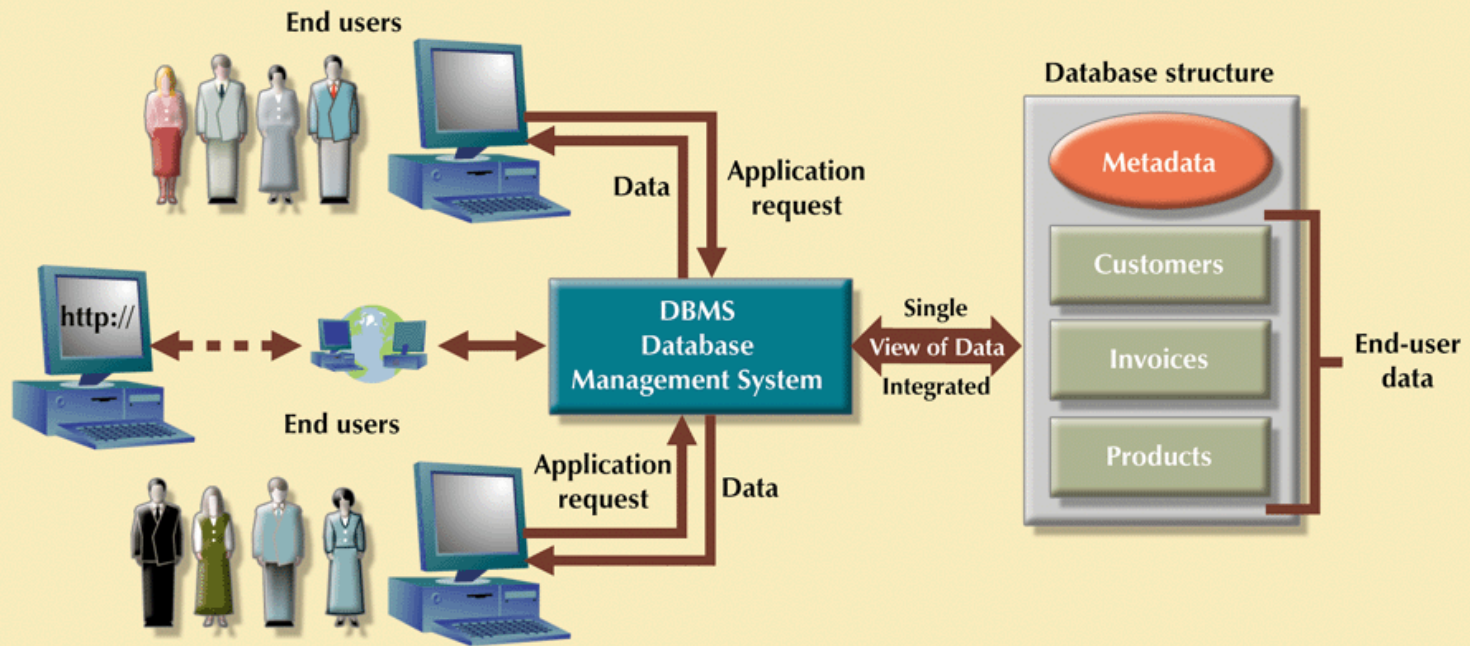 End users
Database structure
Metadata
Data
Application
request
Customers
http://
DBMS
Database
Management System
Single
View of Data
Integrated
Invoices
End-user
data
End users
Products
Application
request
Data